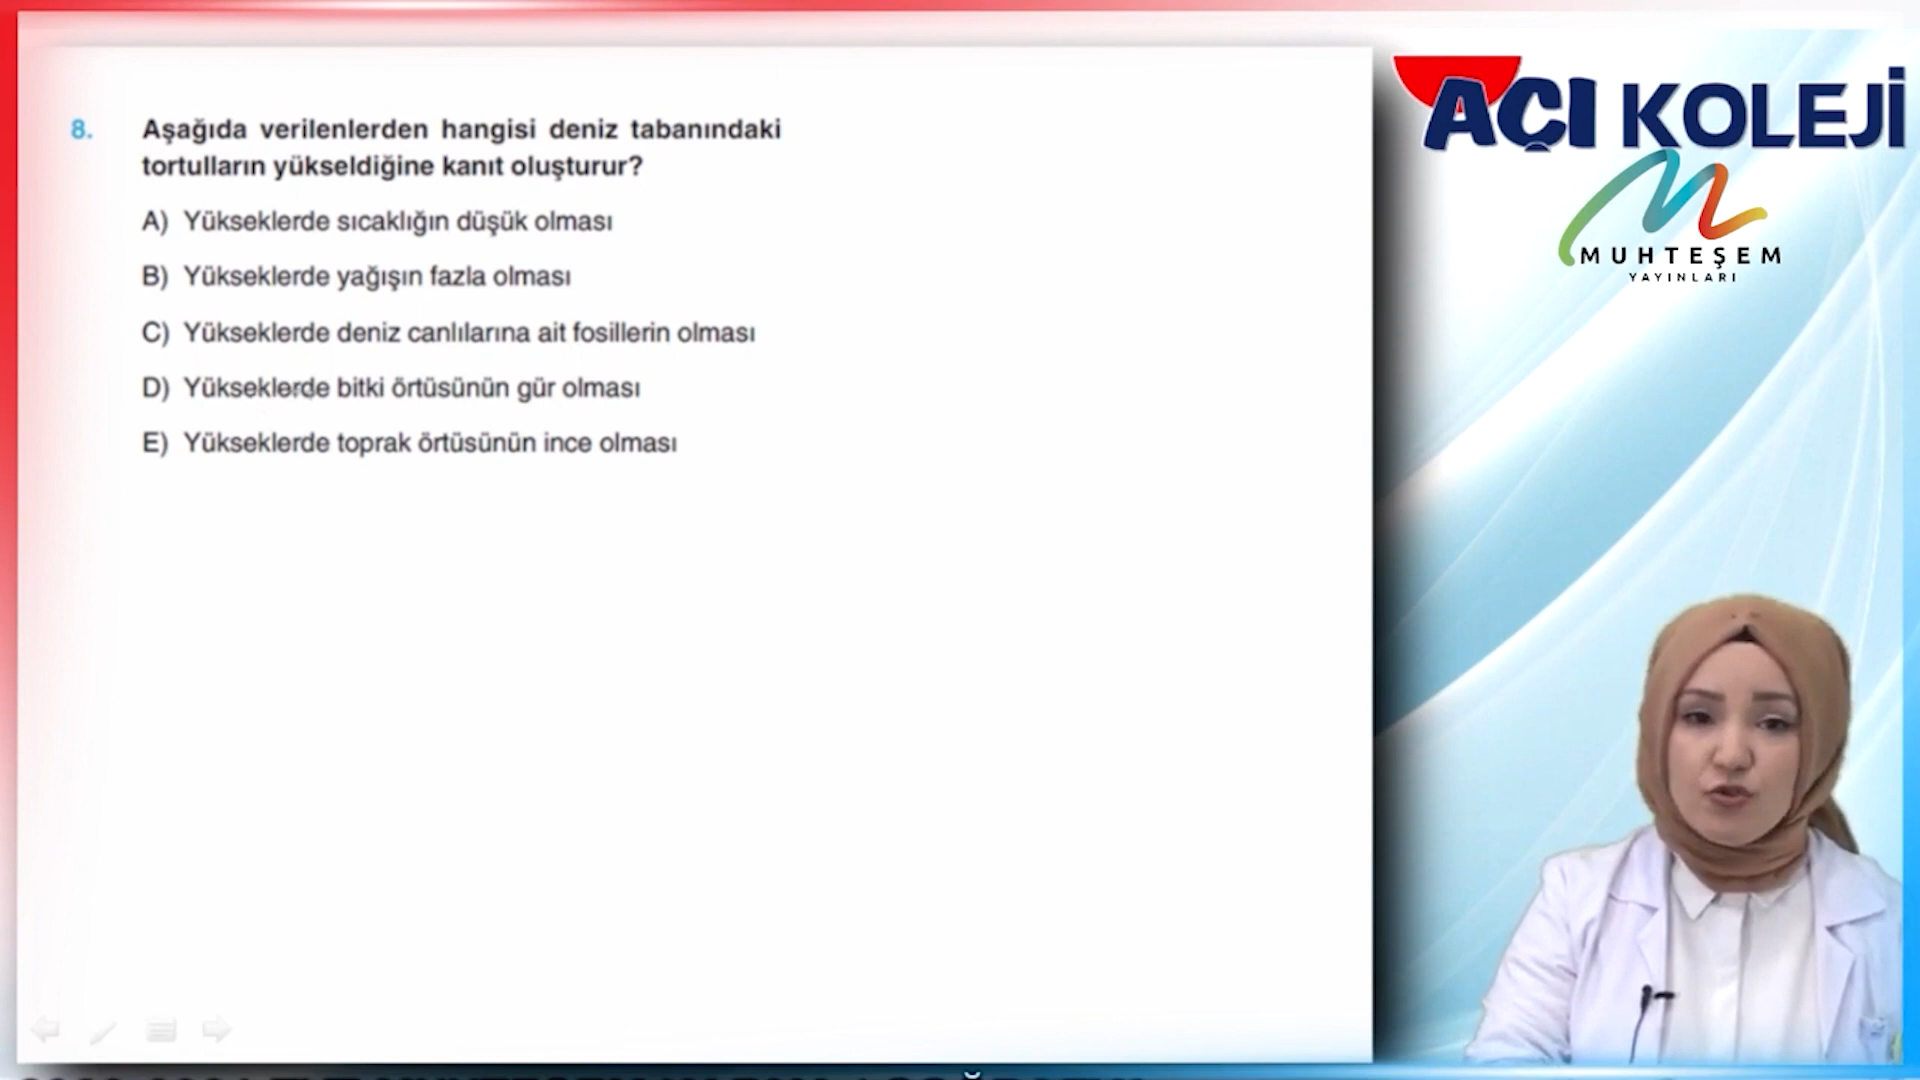 8. Aşağıda verilenlerden hangisi deniz tabanındaki
tortulların yükseldiğine kanıt oluşturur?
A) Yükseklerde sıcaklığın düşük olması
B) Yükseklerde yağışın fazla olması
C) Yükseklerde deniz canlılarına ait fosillerin olması
D) Yükseklerde bitki örtüsünün gür olması
E) Yükseklerde toprak örtüsünün ince olması
AÇI KOLEJİ
MUHTEŞEM
YAYINLARI